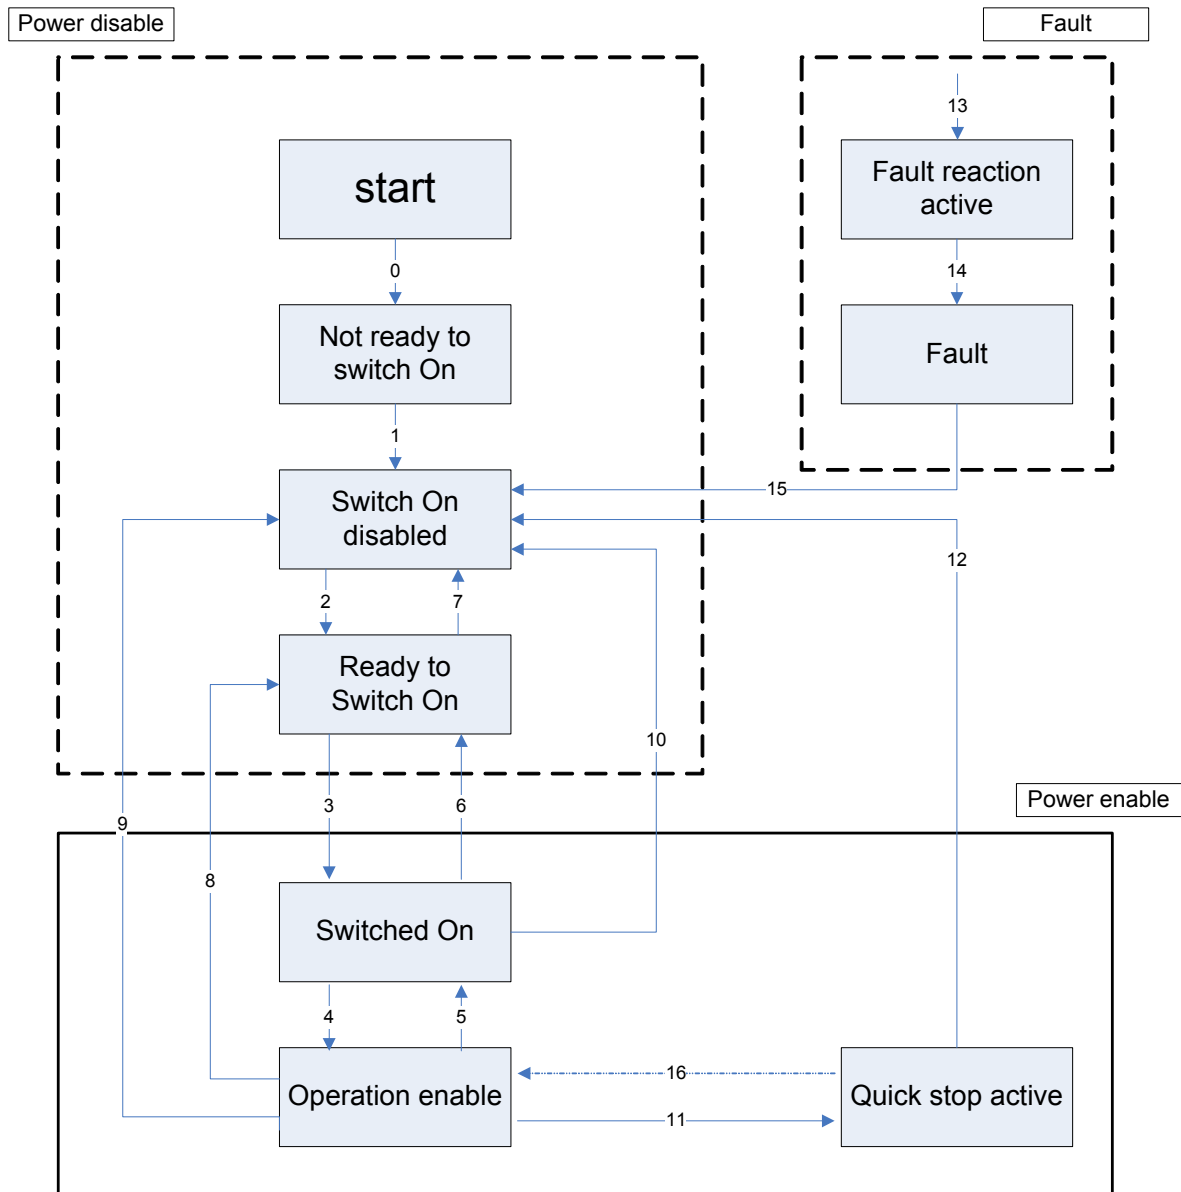 Power disable
Fault
13
start
Fault reaction
active
0
14
Not ready to
switch On
Fault
1
Switch On
disabled
15
12
2
7
Ready to
Switch On
10
3
6
Power enable
9
8
Switched On
4
5
Operation enable
16
11
Quick stop active